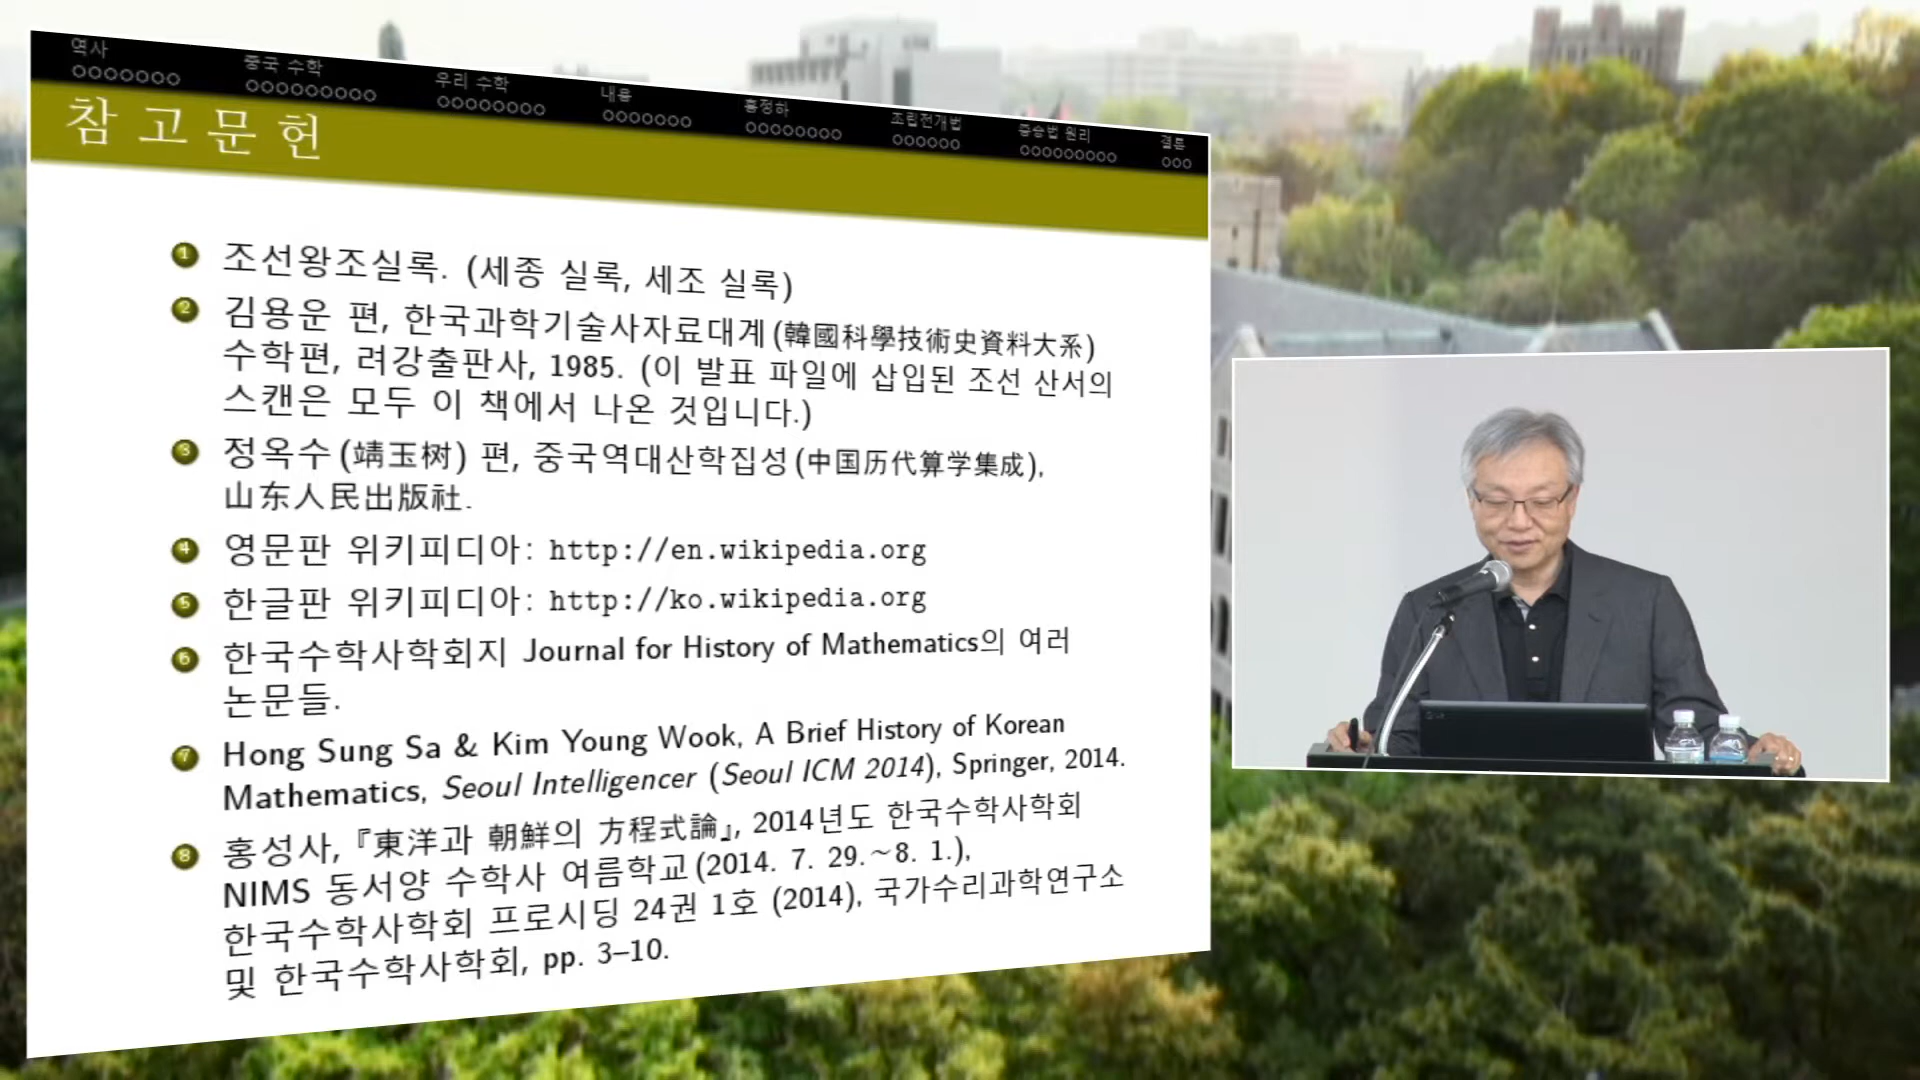 역사
중국 수학
우리 수학
내용
홍정하
조립전개법
증승법 원리
결론
참고문헌
1 조선왕조실록. (세종 실록, 세조 실록)
2 김용운 편, 한국과학기술사자료대계(韓國科學技術史資料大系)
수학편, 려강출판사, 1985. (이 발표 파일에 삽입된 조선 산서의
스캔은 모두 이 책에서 나온 것입니다.)
3 정옥수(靖玉树) 편, 중국역대산학집성(中国历代算学集成),
山东人民出版社.
4 영문판 위키피디아: http://en.wikipedia.org
5 한글판 위키피디아: http://ko.wikipedia.org
6 한국수학사학회지 Journal for History of Mathematics의 여러
논문들.
7 Hong Sung Sa & Kim Young Wook, A Brief History of Korean
Mathematics, Seoul Intelligencer (Seoul ICM 2014), Springer, 2014.
8 홍성사, 『東洋과 朝鮮의 方程式論』, 2014년도 한국수학사학회
NIMS 동서양 수학사 여름학교(2014. 7. 29.~8. 1.),
한국수학사학회 프로시딩 24권 1호 (2014), 국가수리과학연구소
및 한국수학사학회, pp. 3–10.